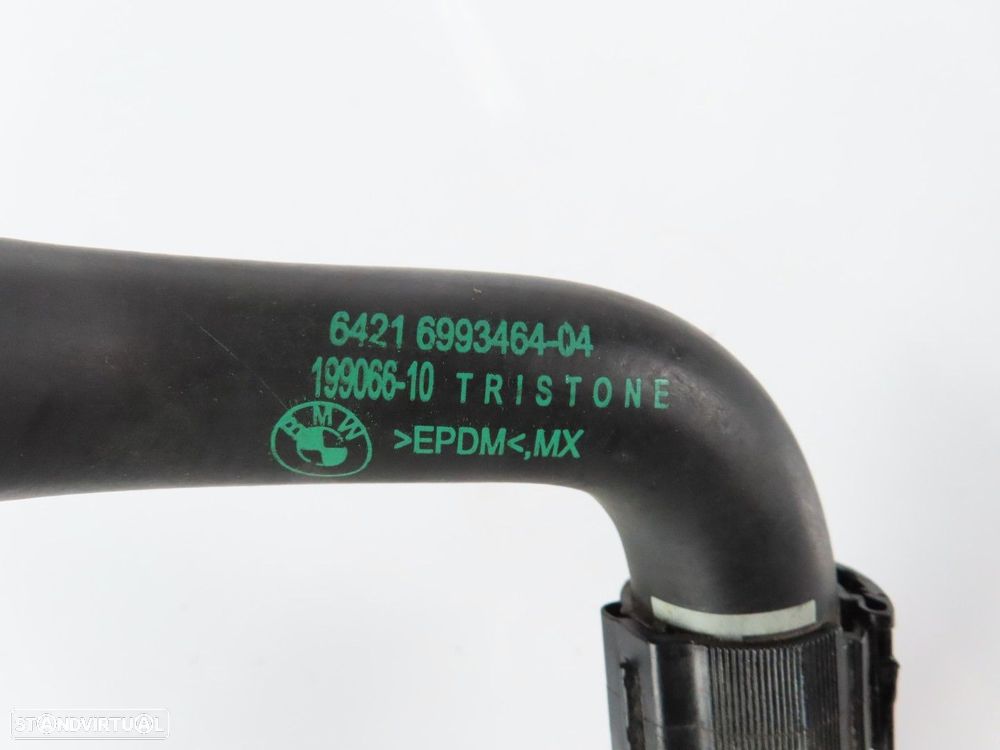 6421 6993464-04
199066-10 TRISTONE
BMW
>EPDM<,MX
STANDVIRTUAL